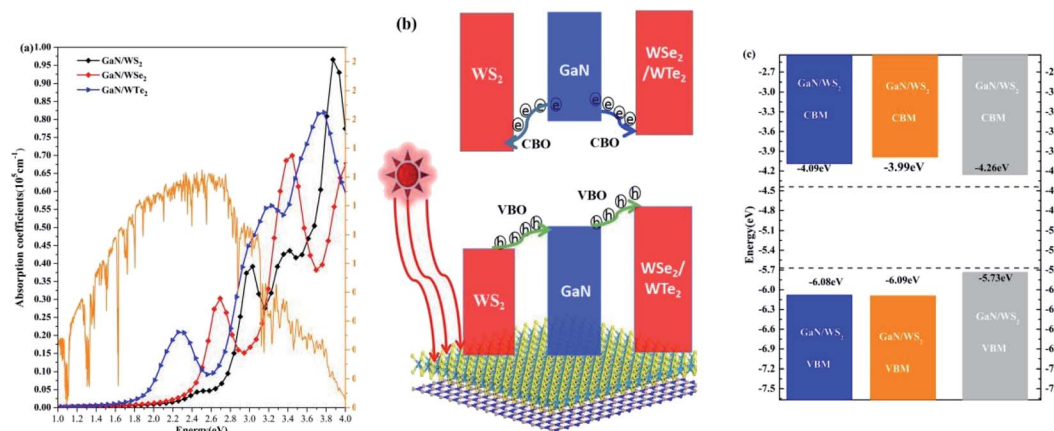 (a)
GaN/WS2
GaN/WSe2
GaN/WTe2
Absorption coefficients(10^5cm^-1)
1.00
0.95
0.90
0.85
0.80
0.75
0.70
0.65
0.60
0.55
0.50
0.45
0.40
0.35
0.30
0.25
0.20
0.15
0.10
0.05
0.00
1.0 1.2 1.4 1.6 1.8 2.0 2.2 2.4 2.6 2.8 3.0 3.2 3.4 3.6 3.8 4.0
Energy(eV)
(b)
WS2
GaN
WSe2
/WTe2
e e e e e e e e
CBO CBO
VBO VBO
h h h h h h h h
WS2
GaN
WSe2/
WTe2
(c)
Energy(eV)
-2.7
-3.0
-3.3
-3.6
-3.9
-4.2
-4.5
-4.8
-5.1
-5.4
-5.7
-6.0
-6.3
-6.6
-6.9
-7.2
-7.5
GaN/WS2 GaN/WS2 GaN/WS2
CBM CBM CBM
-4.09eV -3.99eV -4.26eV
-6.08eV -6.09eV -5.73eV
GaN/WS2 GaN/WS2 GaN/WS2
VBM VBM VBM